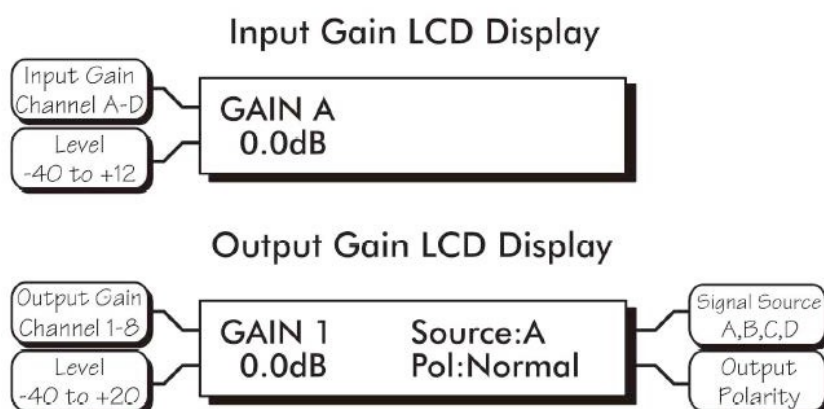 Input Gain LCD Display
Input Gain
Channel A-D
Level
-40 to +12
GAIN A
0.0dB
Output Gain LCD Display
Output Gain
Channel 1-8
Level
-40 to +20
GAIN 1 Source:A
0.0dB Pol:Normal
Signal Source
A,B,C,D
Output
Polarity